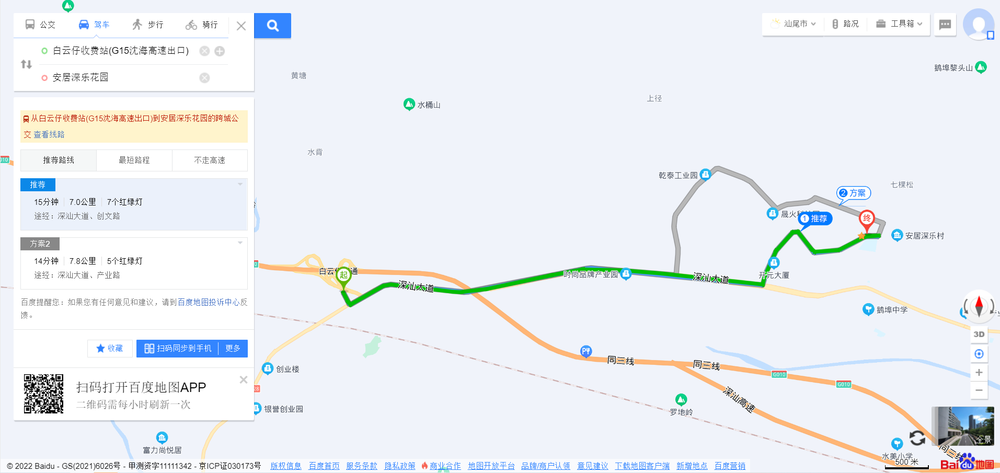 公交
驾车
步行
骑行
白云仔收费站(G15沈海高速出口)
安居深乐花园
从白云仔收费站(G15沈海高速出口)到安居深乐花园的跨城公
交 查看线路
推荐路线
最短路程
不走高速
推荐
15分钟 7.0公里 7个红绿灯
途经：深汕大道、创文路
方案2
14分钟 7.8公里 5个红绿灯
途经：深汕大道、产业路
百度提醒您：如果您有任何意见和建议，请到百度地图投诉中心反
馈。
收藏
扫码同步到手机
更多
扫码打开百度地图APP
二维码需每小时刷新一次
汕尾市
路况
工具箱
鹅埠黎头山
黄塘
水桶山
上径
水背
乾泰工业园
七棵松
2 方案
1 推荐
终
安居深乐村
起
深汕大道
时尚品牌产业园
深汕大道
开元大厦
鹅埠中学
3D
同三线
同三线
G010
G010
深汕高速
创业楼
银誉创业园
罗地岭
富力尚悦居
水美小学
同三线
全景
500 米
Baidu地图
© 2022 Baidu - GS(2021)6026号 - 甲测资字11111342 - 京ICP证030173号 版权信息 百度首页 服务条款 隐私政策 商业合作 地图开放平台 品牌/商户认领 意见建议 下载地图客户端 新增地点 百度营销